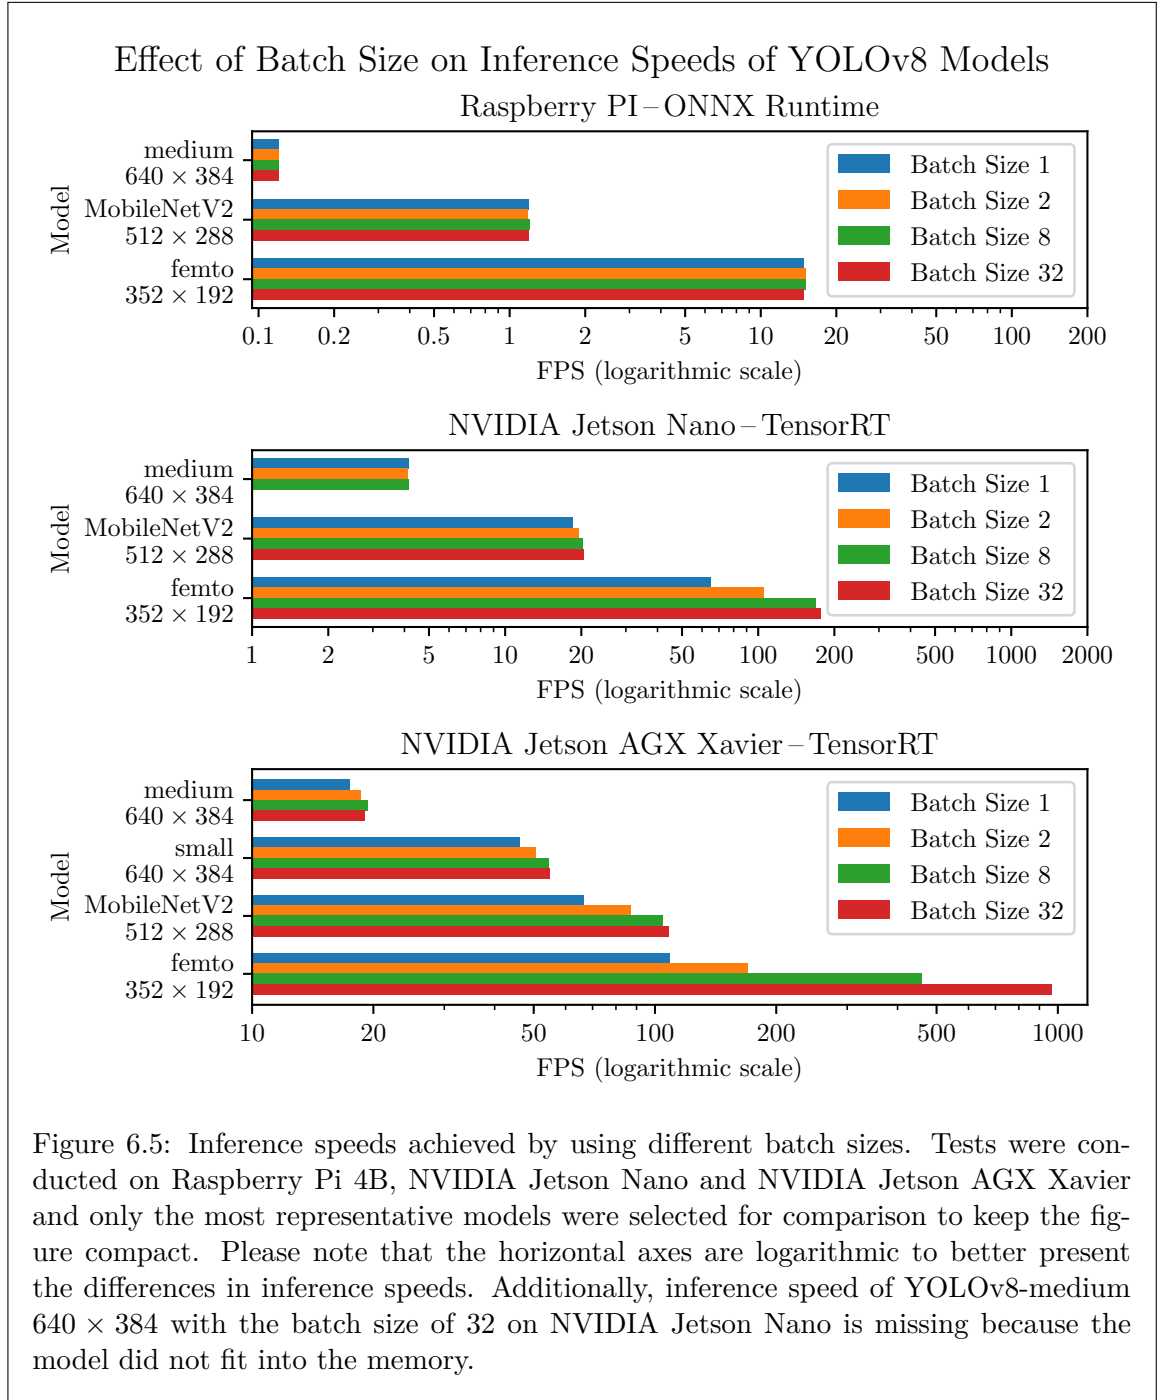 Effect of Batch Size on Inference Speeds of YOLOv8 Models
Raspberry PI – ONNX Runtime
Model
medium
640 × 384
MobileNetV2
512 × 288
femto
352 × 192
Batch Size 1
Batch Size 2
Batch Size 8
Batch Size 32
0.1 0.2 0.5 1 2 5 10 20 50 100 200
FPS (logarithmic scale)
NVIDIA Jetson Nano – TensorRT
Model
medium
640 × 384
MobileNetV2
512 × 288
femto
352 × 192
Batch Size 1
Batch Size 2
Batch Size 8
Batch Size 32
1 2 5 10 20 50 100 200 500 1000 2000
FPS (logarithmic scale)
NVIDIA Jetson AGX Xavier – TensorRT
Model
medium
640 × 384
small
640 × 384
MobileNetV2
512 × 288
femto
352 × 192
Batch Size 1
Batch Size 2
Batch Size 8
Batch Size 32
10 20 50 100 200 500 1000
FPS (logarithmic scale)
Figure 6.5: Inference speeds achieved by using different batch sizes. Tests were con-
ducted on Raspberry Pi 4B, NVIDIA Jetson Nano and NVIDIA Jetson AGX Xavier
and only the most representative models were selected for comparison to keep the fig-
ure compact. Please note that the horizontal axes are logarithmic to better present
the differences in inference speeds. Additionally, inference speed of YOLOv8-medium
640 × 384 with the batch size of 32 on NVIDIA Jetson Nano is missing because the
model did not fit into the memory.